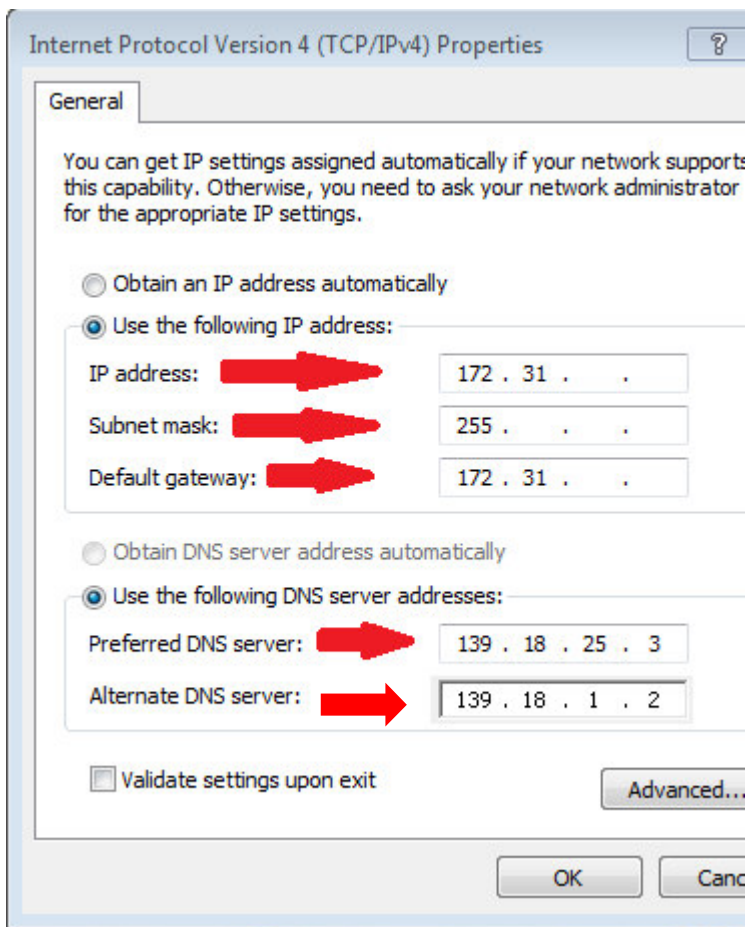 Internet Protocol Version 4 (TCP/IPv4) Properties
?
General
You can get IP settings assigned automatically if your network supports
this capability. Otherwise, you need to ask your network administrator
for the appropriate IP settings.
Obtain an IP address automatically
Use the following IP address:
IP address: 172 . 31 . .
Subnet mask: 255 . . .
Default gateway: 172 . 31 . .
Obtain DNS server address automatically
Use the following DNS server addresses:
Preferred DNS server: 139 . 18 . 25 . 3
Alternate DNS server: 139 . 18 . 1 . 2
Validate settings upon exit
Advanced...
OK Canc